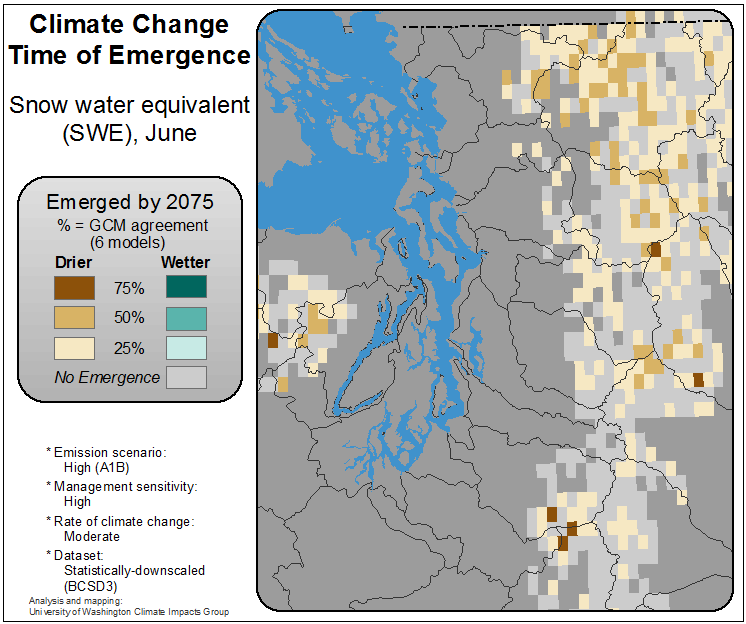 Climate Change
Time of Emergence
Snow water equivalent
(SWE), June
Emerged by 2075
% = GCM agreement
(6 models)
Drier Wetter
75%
50%
25%
No Emergence
* Emission scenario:
High (A1B)
* Management sensitivity:
High
* Rate of climate change:
Moderate
* Dataset:
Statistically-downscaled
(BCSD3)
Analysis and mapping:
University of Washington Climate Impacts Group